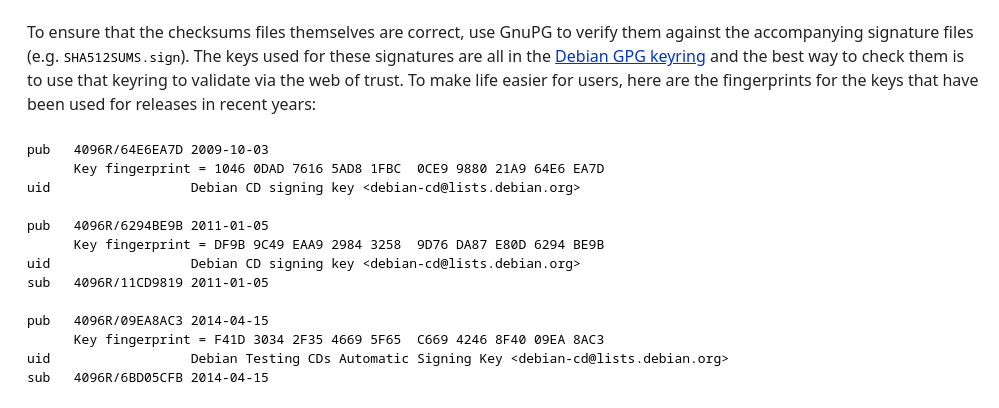 To ensure that the checksums files themselves are correct, use GnuPG to verify them against the accompanying signature files
(e.g. SHA512SUMS.sign). The keys used for these signatures are all in the Debian GPG keyring and the best way to check them is
to use that keyring to validate via the web of trust. To make life easier for users, here are the fingerprints for the keys that have
been used for releases in recent years:
pub   4096R/64E6EA7D 2009-10-03
      Key fingerprint = 1046 0DAD 7616 5AD8 1FBC  0CE9 9880 21A9 64E6 EA7D
uid                  Debian CD signing key <debian-cd@lists.debian.org>
pub   4096R/6294BE9B 2011-01-05
      Key fingerprint = DF9B 9C49 EAA9 2984 3258  9D76 DA87 E80D 6294 BE9B
uid                  Debian CD signing key <debian-cd@lists.debian.org>
sub   4096R/11CD9819 2011-01-05
pub   4096R/09EA8AC3 2014-04-15
      Key fingerprint = F41D 3034 2F35 4669 5F65  C669 4246 8F40 09EA 8AC3
uid                  Debian Testing CDs Automatic Signing Key <debian-cd@lists.debian.org>
sub   4096R/6BD05CFB 2014-04-15